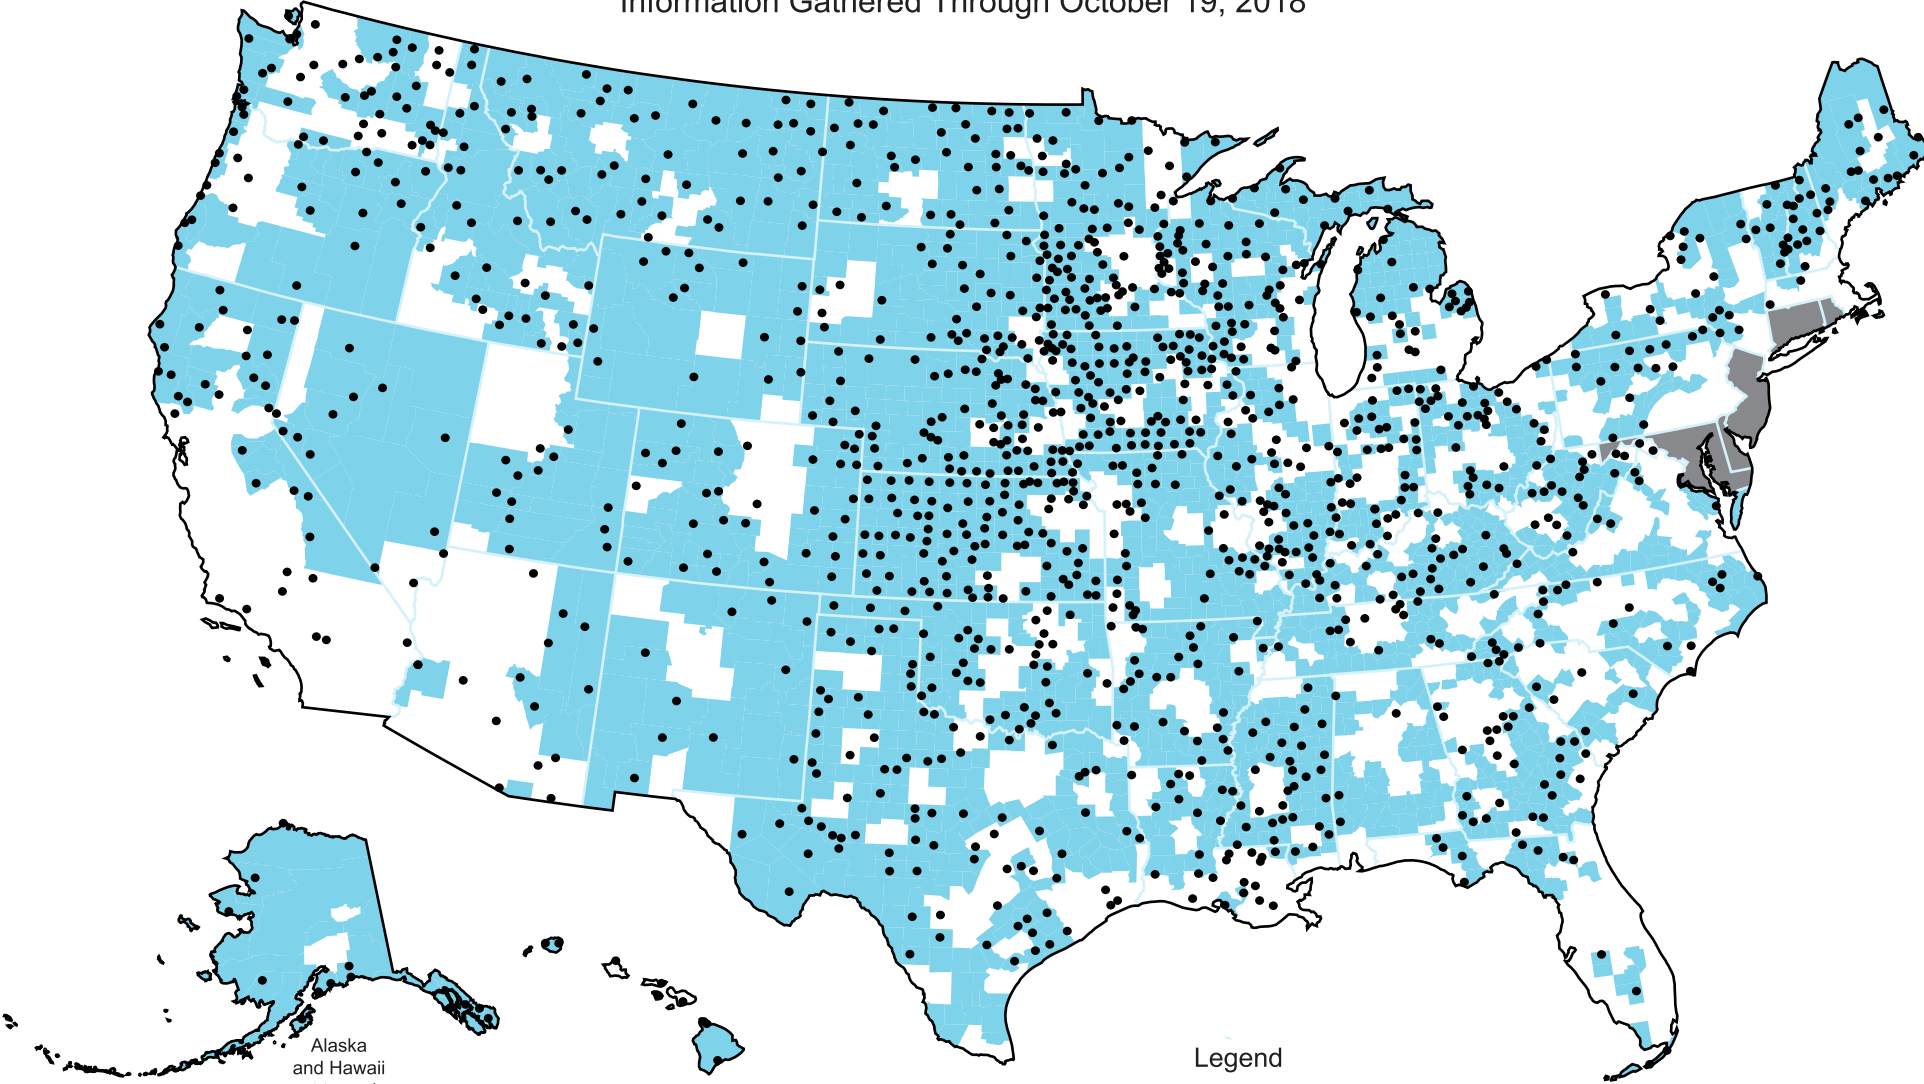 Information Gathered Through October 19, 2018
Alaska
and Hawaii
Legend